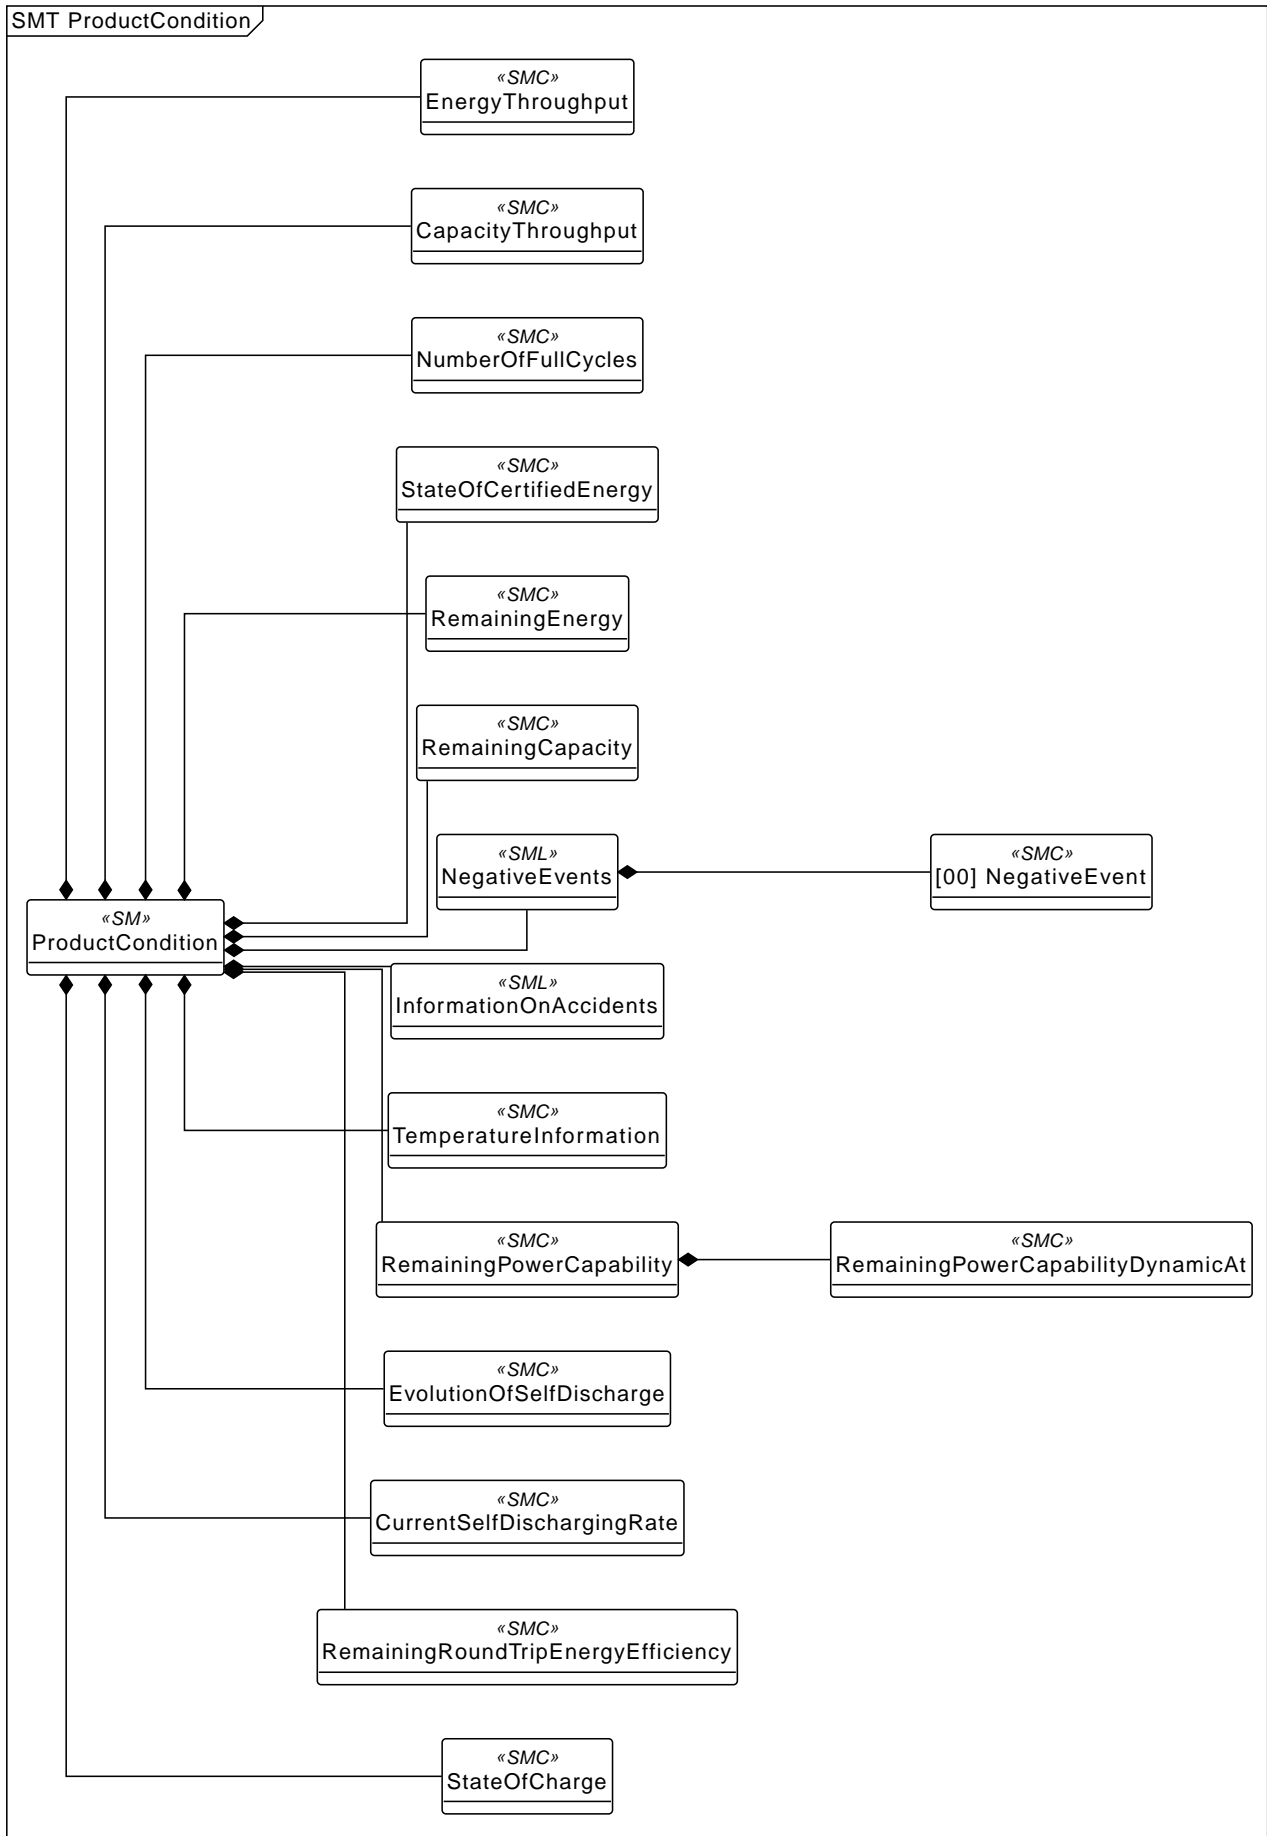 SMT ProductCondition
«SMC»
EnergyThroughput
«SMC»
CapacityThroughput
«SMC»
NumberOfFullCycles
«SMC»
StateOfCertifiedEnergy
«SMC»
RemainingEnergy
«SMC»
RemainingCapacity
«SML»
NegativeEvents
«SMC»
[00] NegativeEvent
«SM»
ProductCondition
«SML»
InformationOnAccidents
«SMC»
TemperatureInformation
«SMC»
RemainingPowerCapability
«SMC»
RemainingPowerCapabilityDynamicAt
«SMC»
EvolutionOfSelfDischarge
«SMC»
CurrentSelfDischargingRate
«SMC»
RemainingRoundTripEnergyEfficiency
«SMC»
StateOfCharge